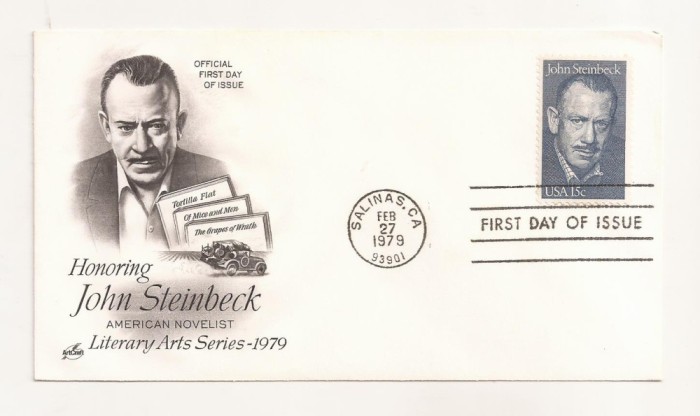 OFFICIAL
FIRST DAY
OF ISSUE
Tortilla Flat
Of Mice and Men
The Grapes of Wrath
Honoring
John Steinbeck
AMERICAN NOVELIST
Literary Arts Series-1979
ArtCraft
SALINAS, CA
FEB
27
1979
93901
John Steinbeck
USA 15c
FIRST DAY OF ISSUE